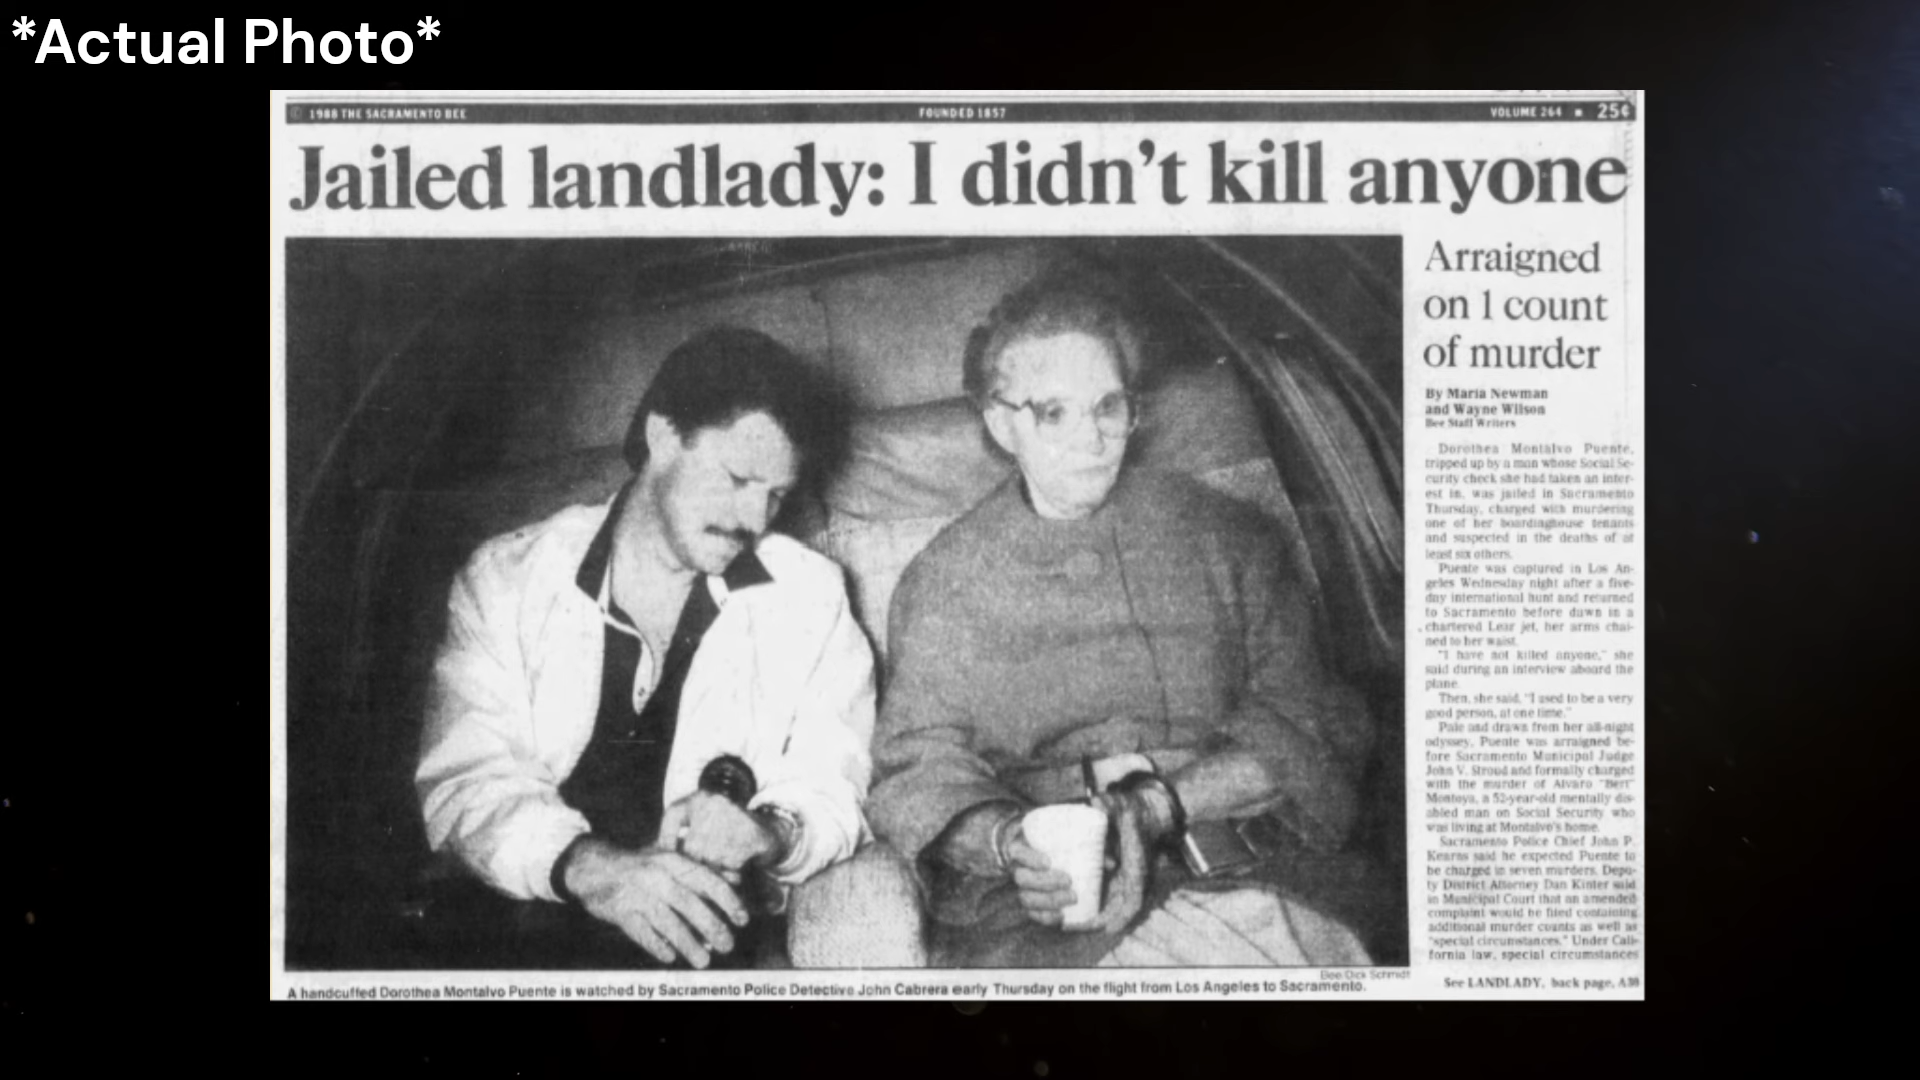 *Actual Photo*
© 1988 THE SACRAMENTO BEE
FOUNDED 1857
VOLUME 264 ■ 25¢
Jailed landlady: I didn't kill anyone
Arraigned
on 1 count
of murder
By Maria Newman
and Wayne Wilson
Bee Staff Writers
Dorothea Montalvo Puente,
tripped up by a man whose Social Se-
curity check she had taken an inter-
est in, was jailed in Sacramento
Thursday, charged with murdering
one of her boardinghouse tenants
and suspected in the deaths of at
least six others.
Puente was captured in Los An-
geles Wednesday night after a five-
day international hunt and returned
to Sacramento before dawn in a
chartered Lear jet, her arms chai-
ned to her waist.
"I have not killed anyone," she
said during an interview aboard the
plane.
Then, she said, "I used to be a very
good person, at one time."
Pale and drawn from her all-night
odyssey, Puente was arraigned be-
fore Sacramento Municipal Judge
John V. Stroud and formally charged
with the murder of Alvaro "Bert"
Montoya, a 52-year-old mentally dis-
abled man on Social Security who
was living at Montalvo's home.
Sacramento Police Chief John P.
Kearns said he expected Puente to
be charged in seven murders. Depu-
ty District Attorney Dan Kinter said
in Municipal Court that an amended
complaint would be filed containing
additional murder counts as well as
"special circumstances." Under Cali-
fornia law, special circumstances
See LANDLADY, back page,
Bee/Dick Schmidt
A handcuffed Dorothea Montalvo Puente is watched by Sacramento Police Detective John Cabrera early Thursday on the flight from Los Angeles to Sacramento.